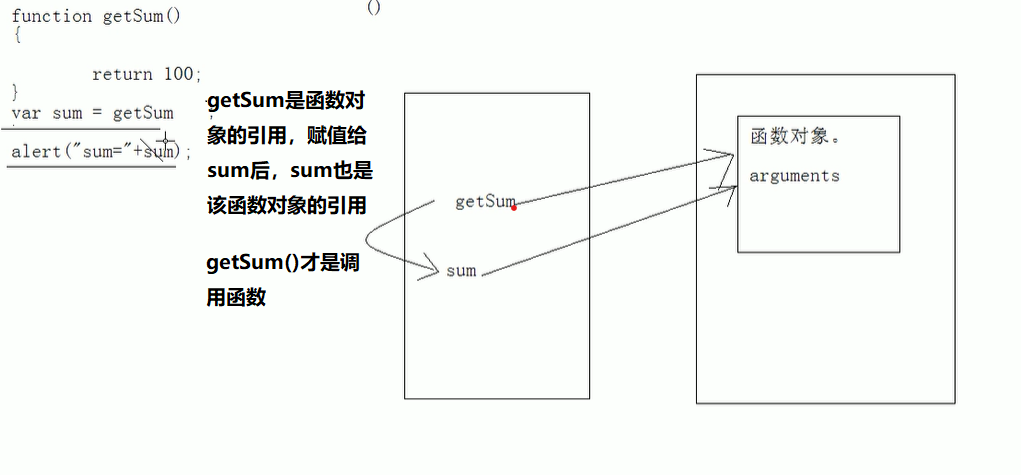 ()
function getSum()
{
return 100;
}
var sum = getSum ;
alert("sum="+sum);
getSum是函数对
象的引用，赋值给
sum后，sum也是
该函数对象的引用
getSum()才是调
用函数
getSum
sum
函数对象。
arguments